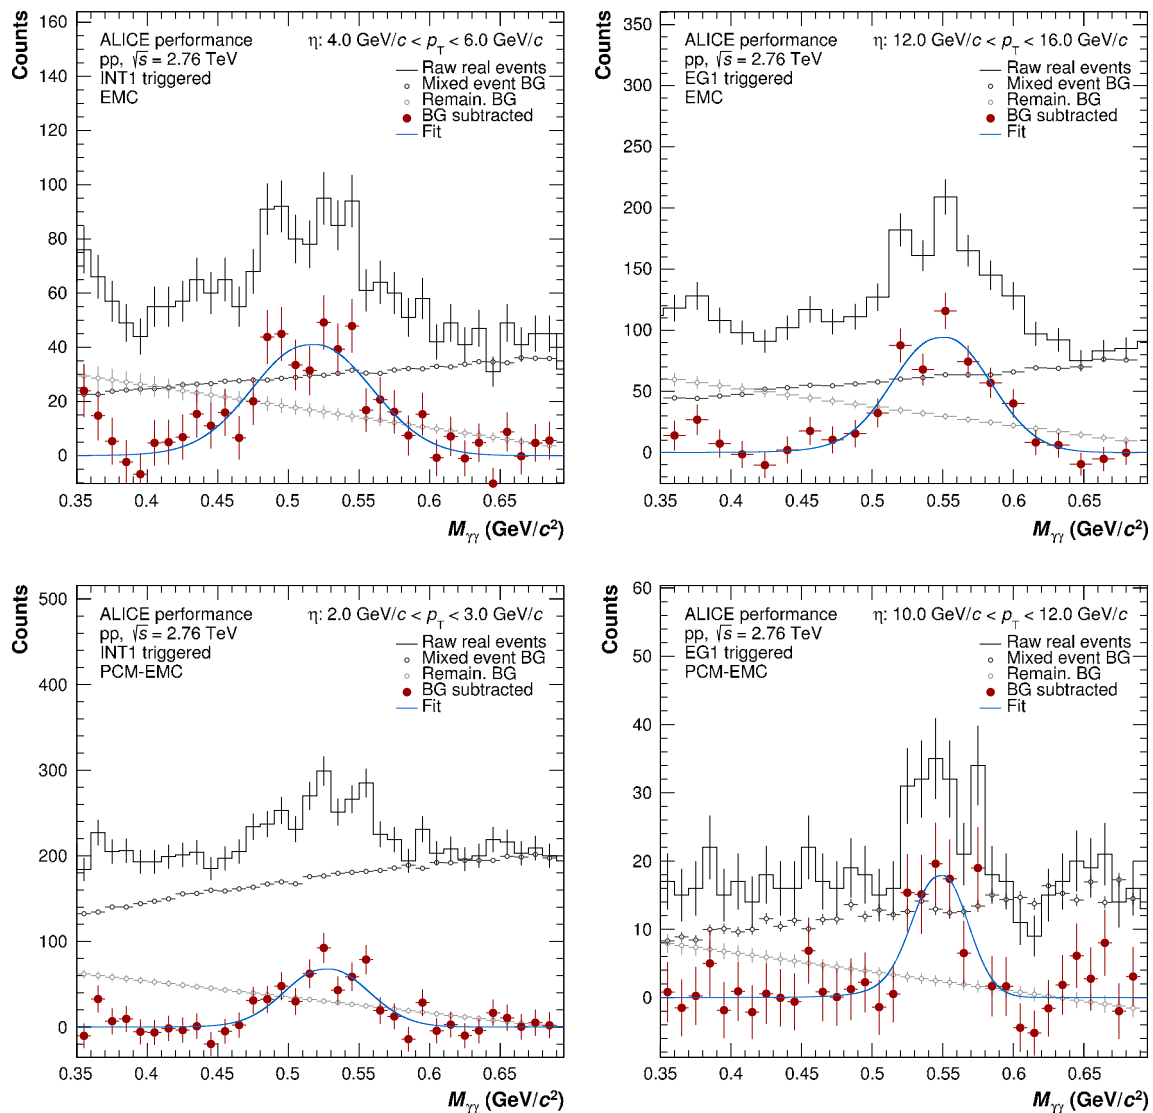 Counts
160
140
120
100
80
60
40
20
0
ALICE performance
pp, √s = 2.76 TeV
INT1 triggered
EMC
η: 4.0 GeV/c < pT < 6.0 GeV/c
Raw real events
Mixed event BG
Remain. BG
BG subtracted
Fit
0.35 0.4 0.45 0.5 0.55 0.6 0.65
Mγγ (GeV/c²)
Counts
350
300
250
200
150
100
50
0
ALICE performance
pp, √s = 2.76 TeV
EG1 triggered
EMC
η: 12.0 GeV/c < pT < 16.0 GeV/c
Raw real events
Mixed event BG
Remain. BG
BG subtracted
Fit
0.35 0.4 0.45 0.5 0.55 0.6 0.65
Mγγ (GeV/c²)
Counts
500
400
300
200
100
0
ALICE performance
pp, √s = 2.76 TeV
INT1 triggered
PCM-EMC
η: 2.0 GeV/c < pT < 3.0 GeV/c
Raw real events
Mixed event BG
Remain. BG
BG subtracted
Fit
0.35 0.4 0.45 0.5 0.55 0.6 0.65
Mγγ (GeV/c²)
Counts
60
50
40
30
20
10
0
ALICE performance
pp, √s = 2.76 TeV
EG1 triggered
PCM-EMC
η: 10.0 GeV/c < pT < 12.0 GeV/c
Raw real events
Mixed event BG
Remain. BG
BG subtracted
Fit
0.35 0.4 0.45 0.5 0.55 0.6 0.65
Mγγ (GeV/c²)